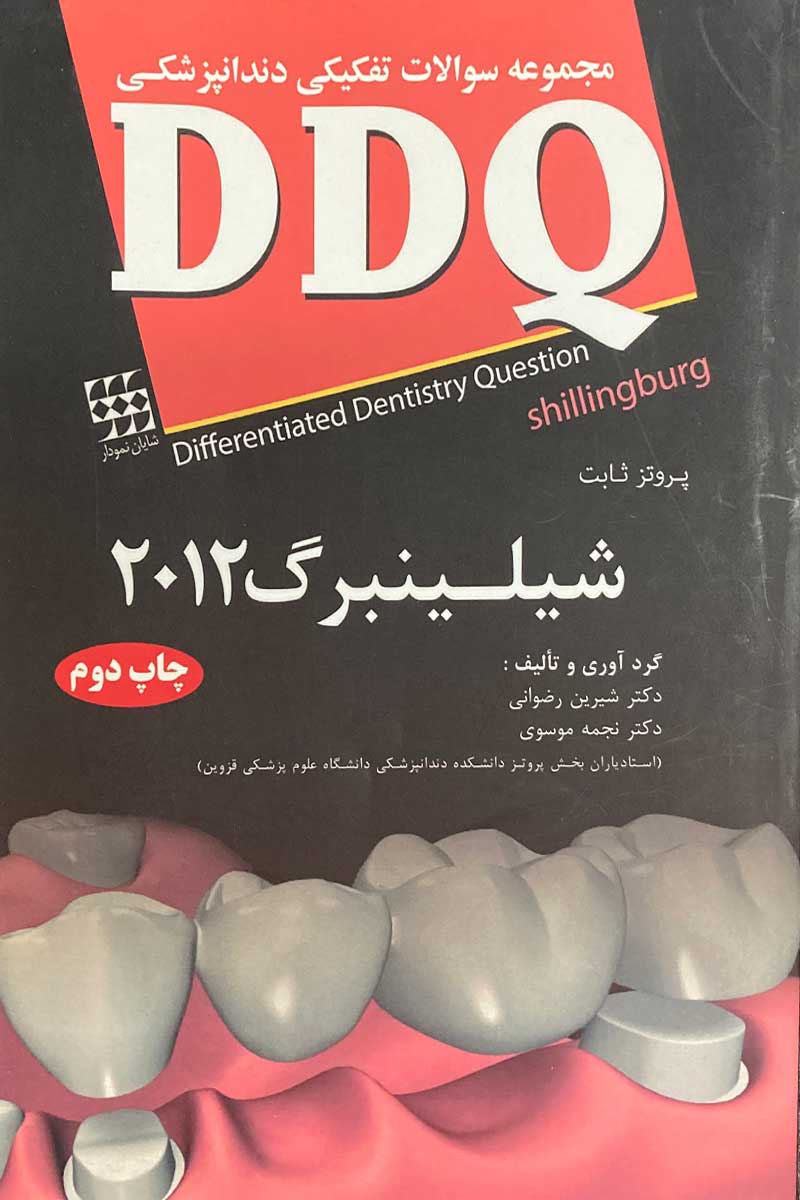 مجموعه سوالات تفکیکی دندانپزشکی
DDQ
Differentiated Dentistry Question
shillingburg
شایان نمودار
پروتز ثابت
شیلینبرگ ۲۰۱۲
چاپ دوم
گرد آوری و تألیف :
دکتر شیرین رضوانی
دکتر نجمه موسوی
(استادیاران بخش پروتز دانشکده دندانپزشکی دانشگاه علوم پزشکی قزوین)